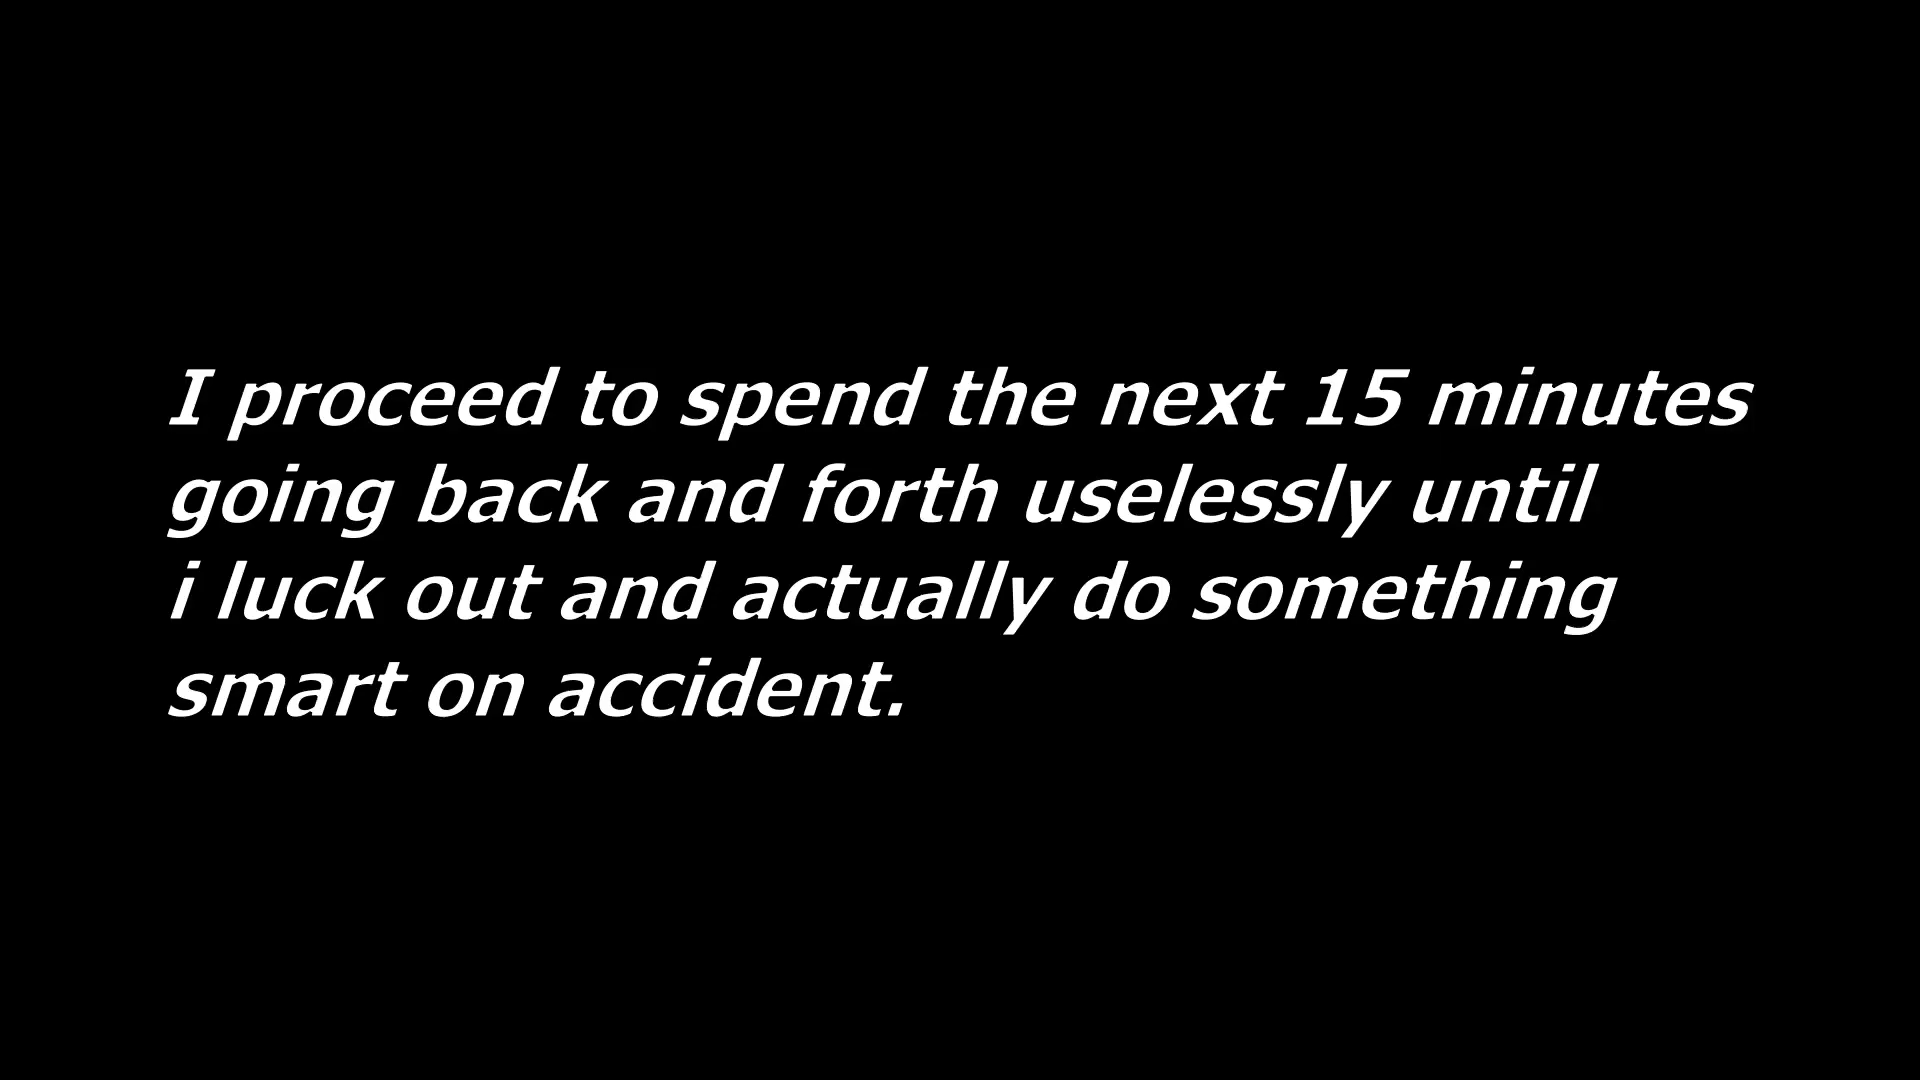 I proceed to spend the next 15 minutes
going back and forth uselessly until
i luck out and actually do something
smart on accident.